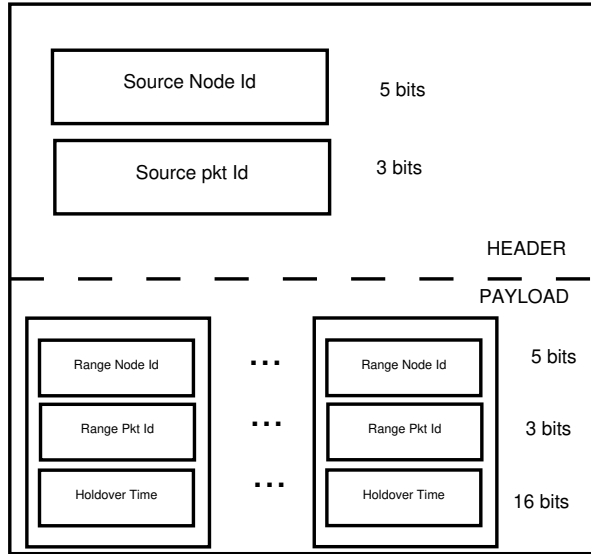 Source Node Id
5 bits
Source pkt Id
3 bits
HEADER
PAYLOAD
Range Node Id
...
Range Node Id
5 bits
Range Pkt Id
...
Range Pkt Id
3 bits
Holdover Time
...
Holdover Time
16 bits